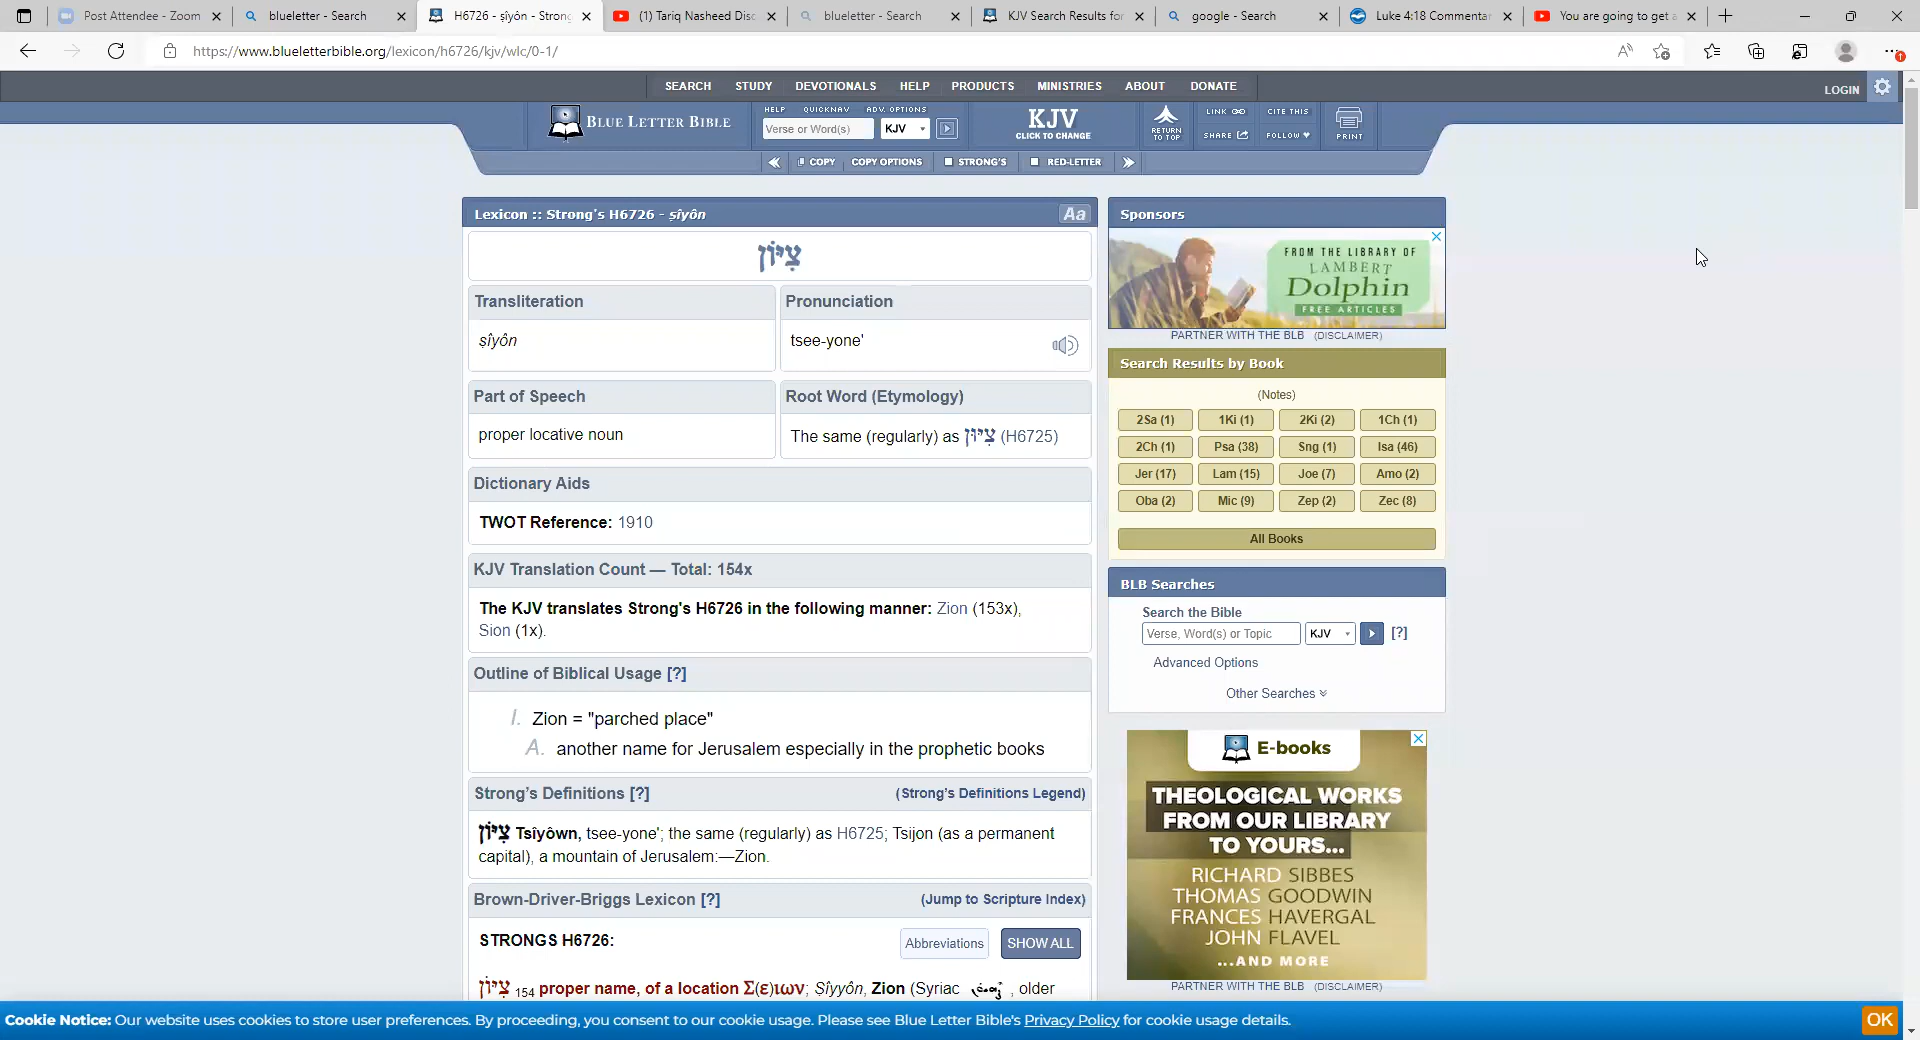 Post Attendee - Zoom
blueletter - Search
H6726 - ṣîyôn - Strong
(1) Tariq Nasheed Disc
blueletter - Search
KJV Search Results for
google - Search
Luke 4:18 Commentar
You are going to get a
https://www.blueletterbible.org/lexicon/h6726/kjv/wlc/0-1/
SEARCH STUDY DEVOTIONALS HELP PRODUCTS MINISTRIES ABOUT DONATE
LOGIN
BLUE LETTER BIBLE
HELP QUICKNAV ADV. OPTIONS
Verse or Word(s) KJV
KJV
CLICK TO CHANGE
RETURN
TO TOP
LINK CITE THIS
SHARE FOLLOW
PRINT
COPY COPY OPTIONS STRONG'S RED-LETTER
Lexicon :: Strong's H6726 - ṣîyôn
Aa
צִיּוֹן
Transliteration
ṣîyôn
Pronunciation
tsee-yone'
Part of Speech
proper locative noun
Root Word (Etymology)
The same (regularly) as צִיּוּן (H6725)
Dictionary Aids
TWOT Reference: 1910
KJV Translation Count — Total: 154x
The KJV translates Strong's H6726 in the following manner: Zion (153x),
Sion (1x).
Outline of Biblical Usage [?]
I. Zion = "parched place"
A. another name for Jerusalem especially in the prophetic books
Strong's Definitions [?]
(Strong's Definitions Legend)
צִיּוֹן Tsîyôwn, tsee-yone'; the same (regularly) as H6725; Tsijon (as a permanent
capital), a mountain of Jerusalem:—Zion.
Brown-Driver-Briggs Lexicon [?]
(Jump to Scripture Index)
STRONGS H6726:
Abbreviations
SHOW ALL
צִיּוֹן 154 proper name, of a location Σ(ε)ιων; Ṣîyyôn, Zion (Syriac , older
Sponsors
FROM THE LIBRARY OF
LAMBERT
Dolphin
FREE ARTICLES
PARTNER WITH THE BLB (DISCLAIMER)
Search Results by Book
(Notes)
2Sa (1) 1Ki (1) 2Ki (2) 1Ch (1)
2Ch (1) Psa (38) Sng (1) Isa (46)
Jer (17) Lam (15) Joe (7) Amo (2)
Oba (2) Mic (9) Zep (2) Zec (8)
All Books
BLB Searches
Search the Bible
Verse, Word(s) or Topic KJV [?]
Advanced Options
Other Searches
E-books
THEOLOGICAL WORKS
FROM OUR LIBRARY
TO YOURS...
RICHARD SIBBES
THOMAS GOODWIN
FRANCES HAVERGAL
JOHN FLAVEL
...AND MORE
PARTNER WITH THE BLB (DISCLAIMER)
Cookie Notice: Our website uses cookies to store user preferences. By proceeding, you consent to our cookie usage. Please see Blue Letter Bible's Privacy Policy for cookie usage details.
OK